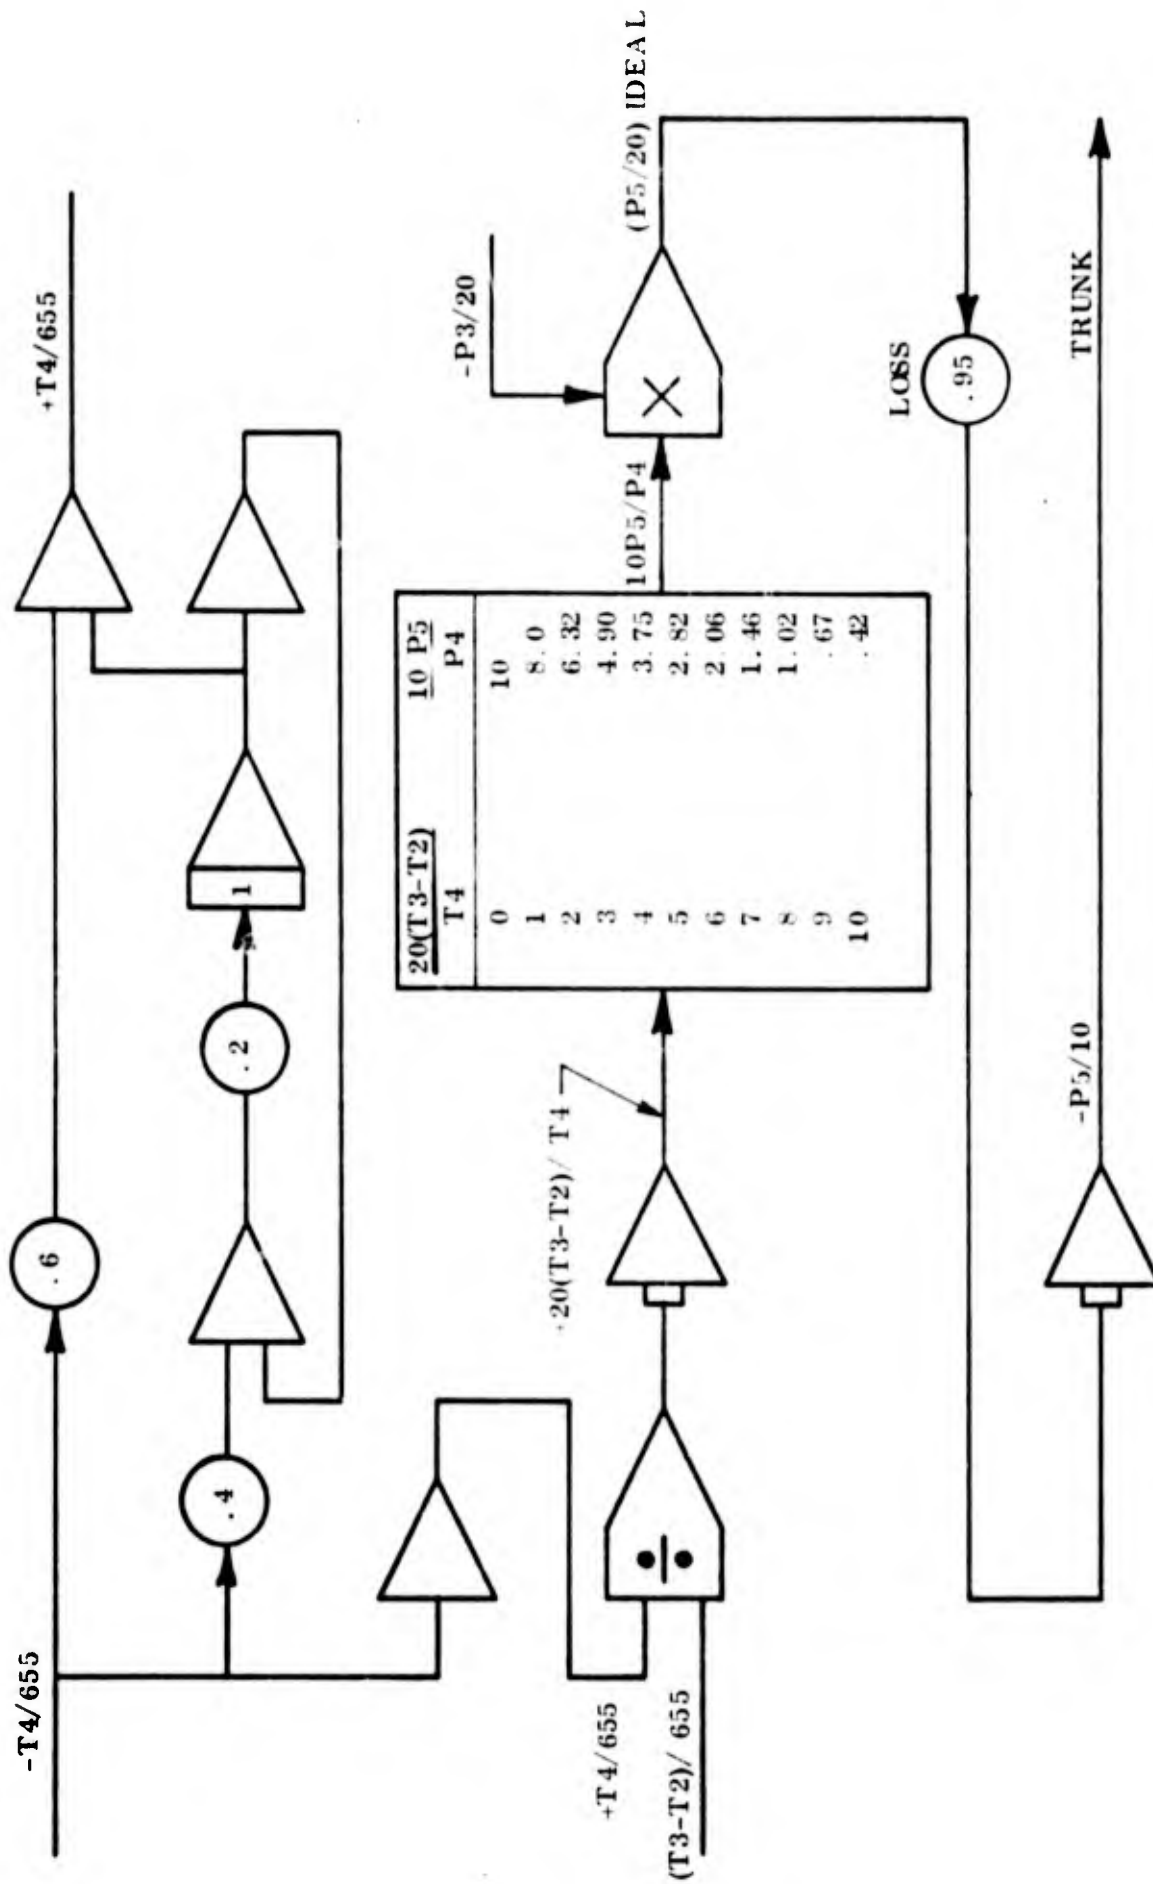 -T4/655
.6
+T4/655
.4
.2
1
+T4/655
(T3-T2)/ 655
÷
20(T3-T2)/ T4
20(T3-T2) 10 P5
T4 P4
0 10
1 8.0
2 6.32
3 4.90
4 3.75
5 2.82
6 2.06
7 1.46
8 1.02
9 .67
10 .42
10P5/P4
-P3/20
X
(P5/20) IDEAL
LOSS
.95
-P5/10
TRUNK